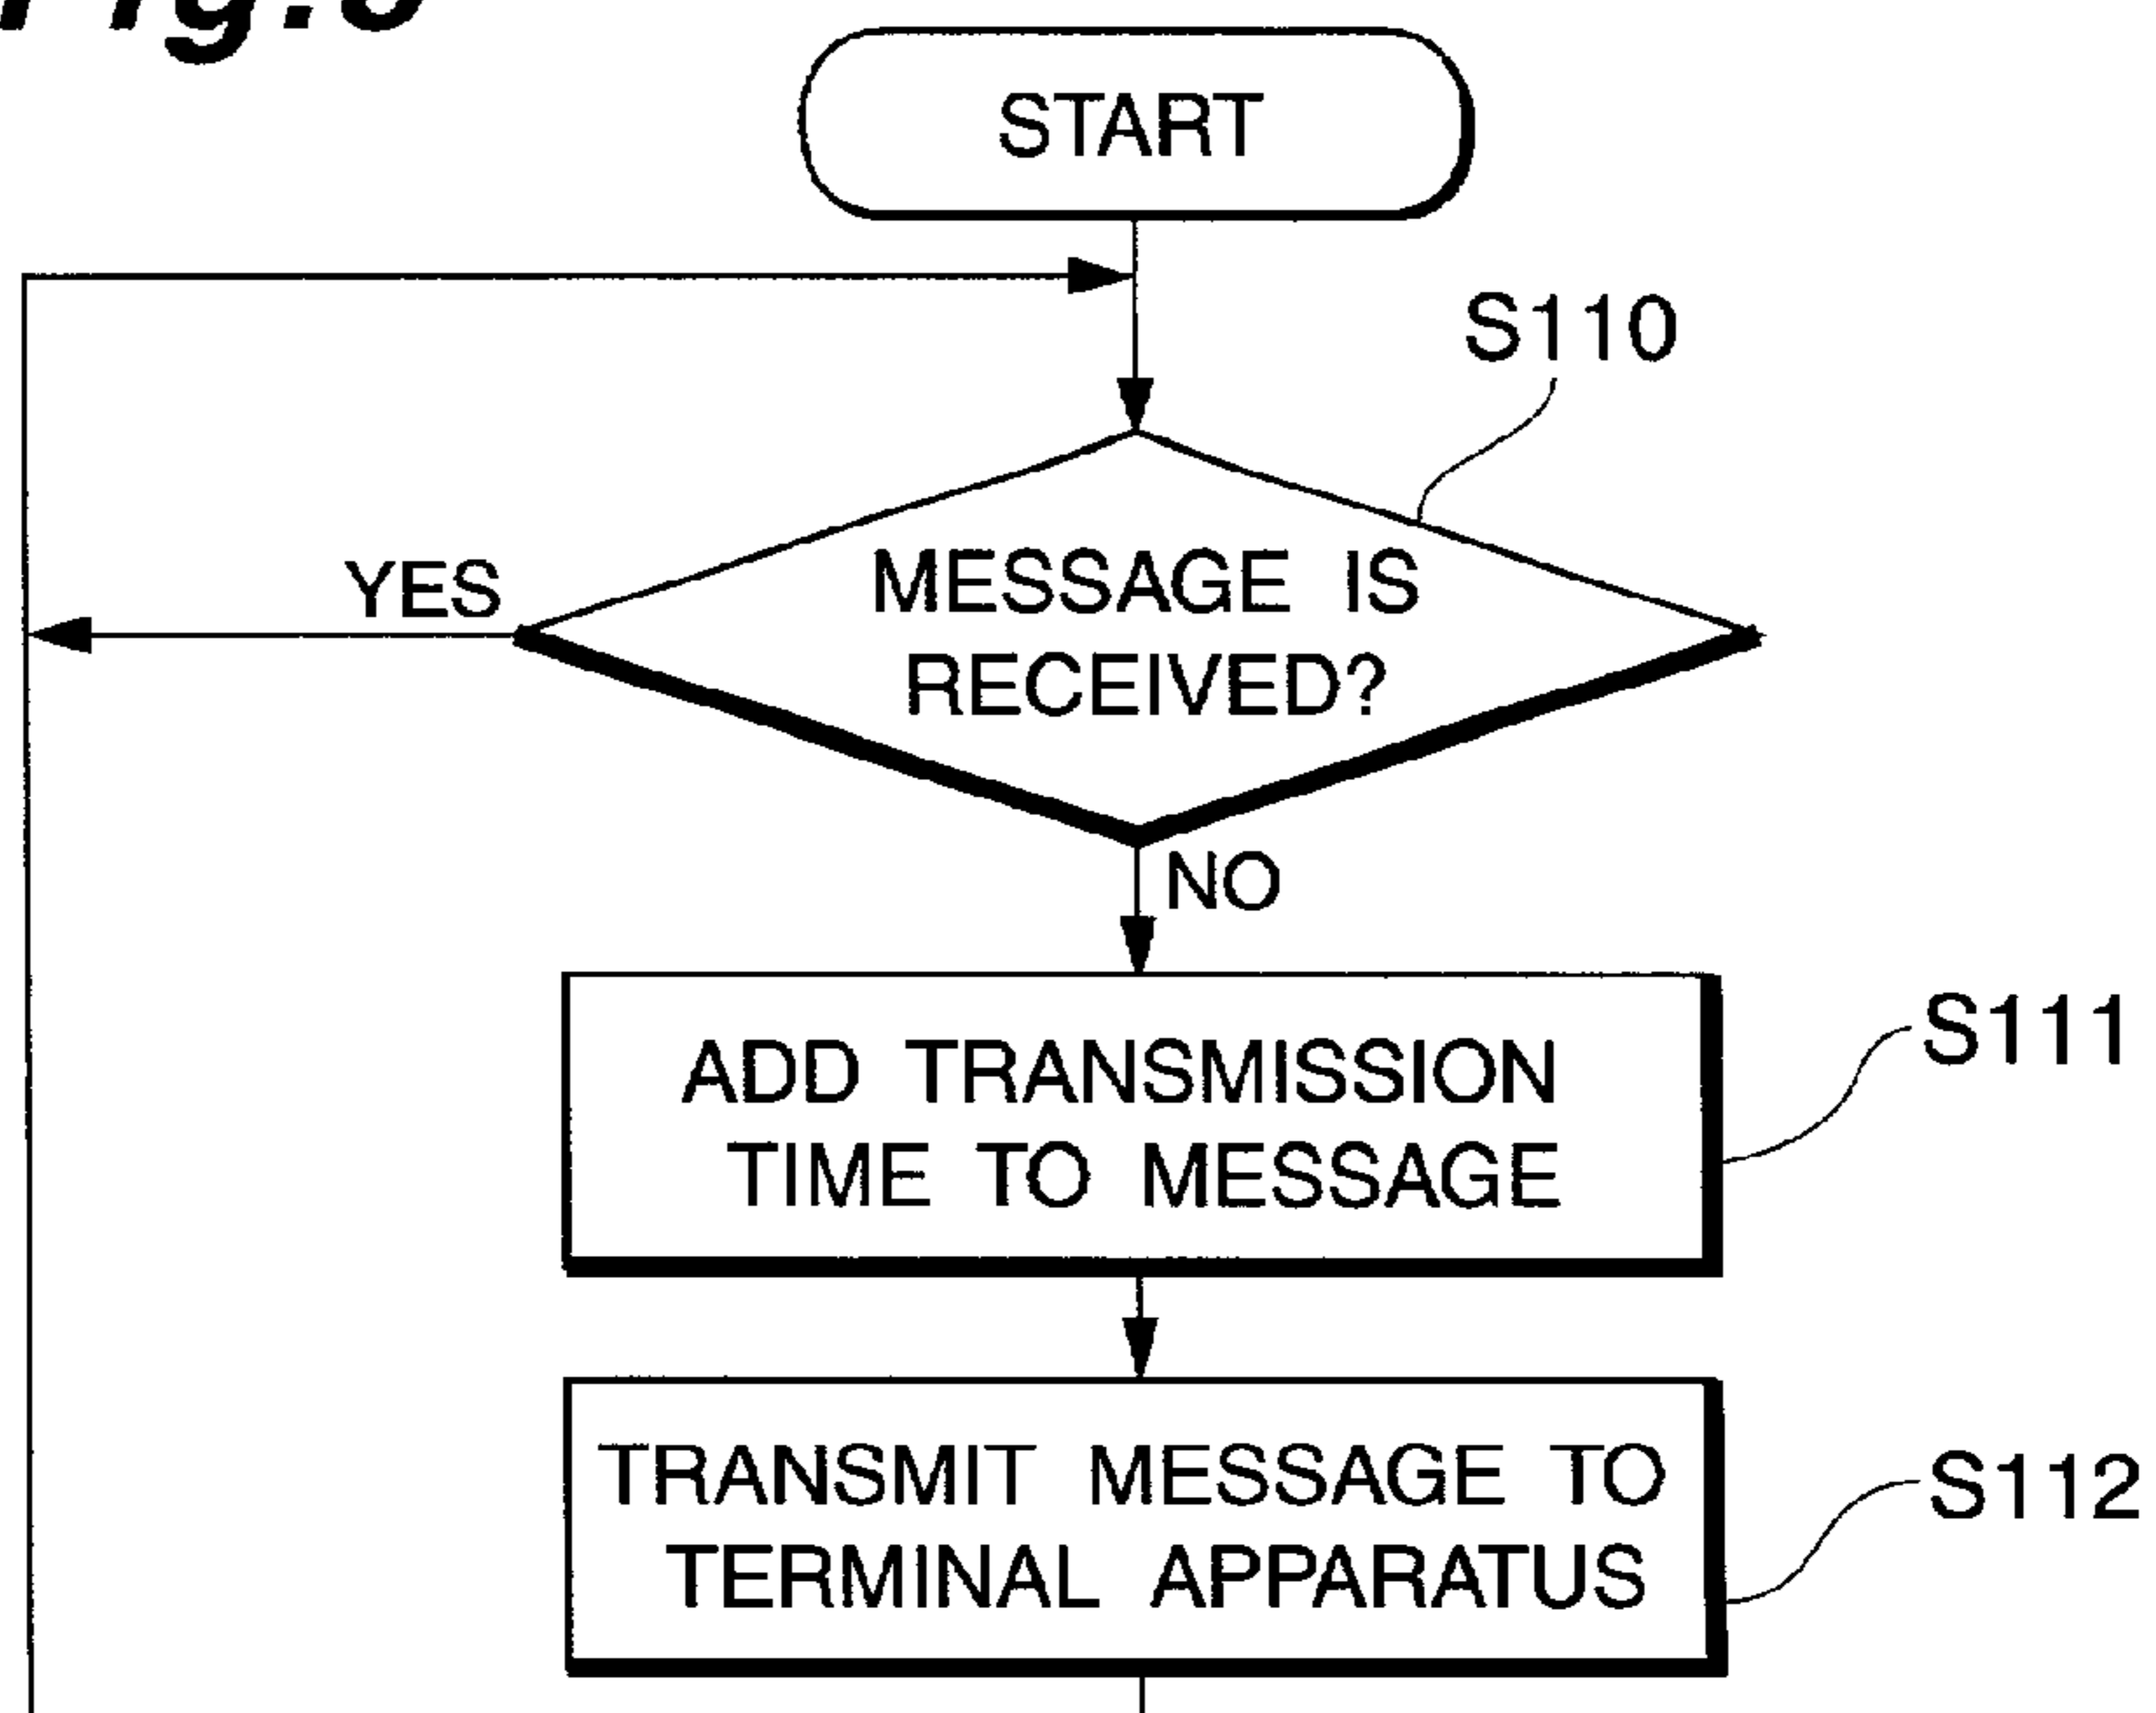 START
S110
MESSAGE IS
RECEIVED?
YES
NO
ADD TRANSMISSION
TIME TO MESSAGE
S111
TRANSMIT MESSAGE TO
TERMINAL APPARATUS
S112